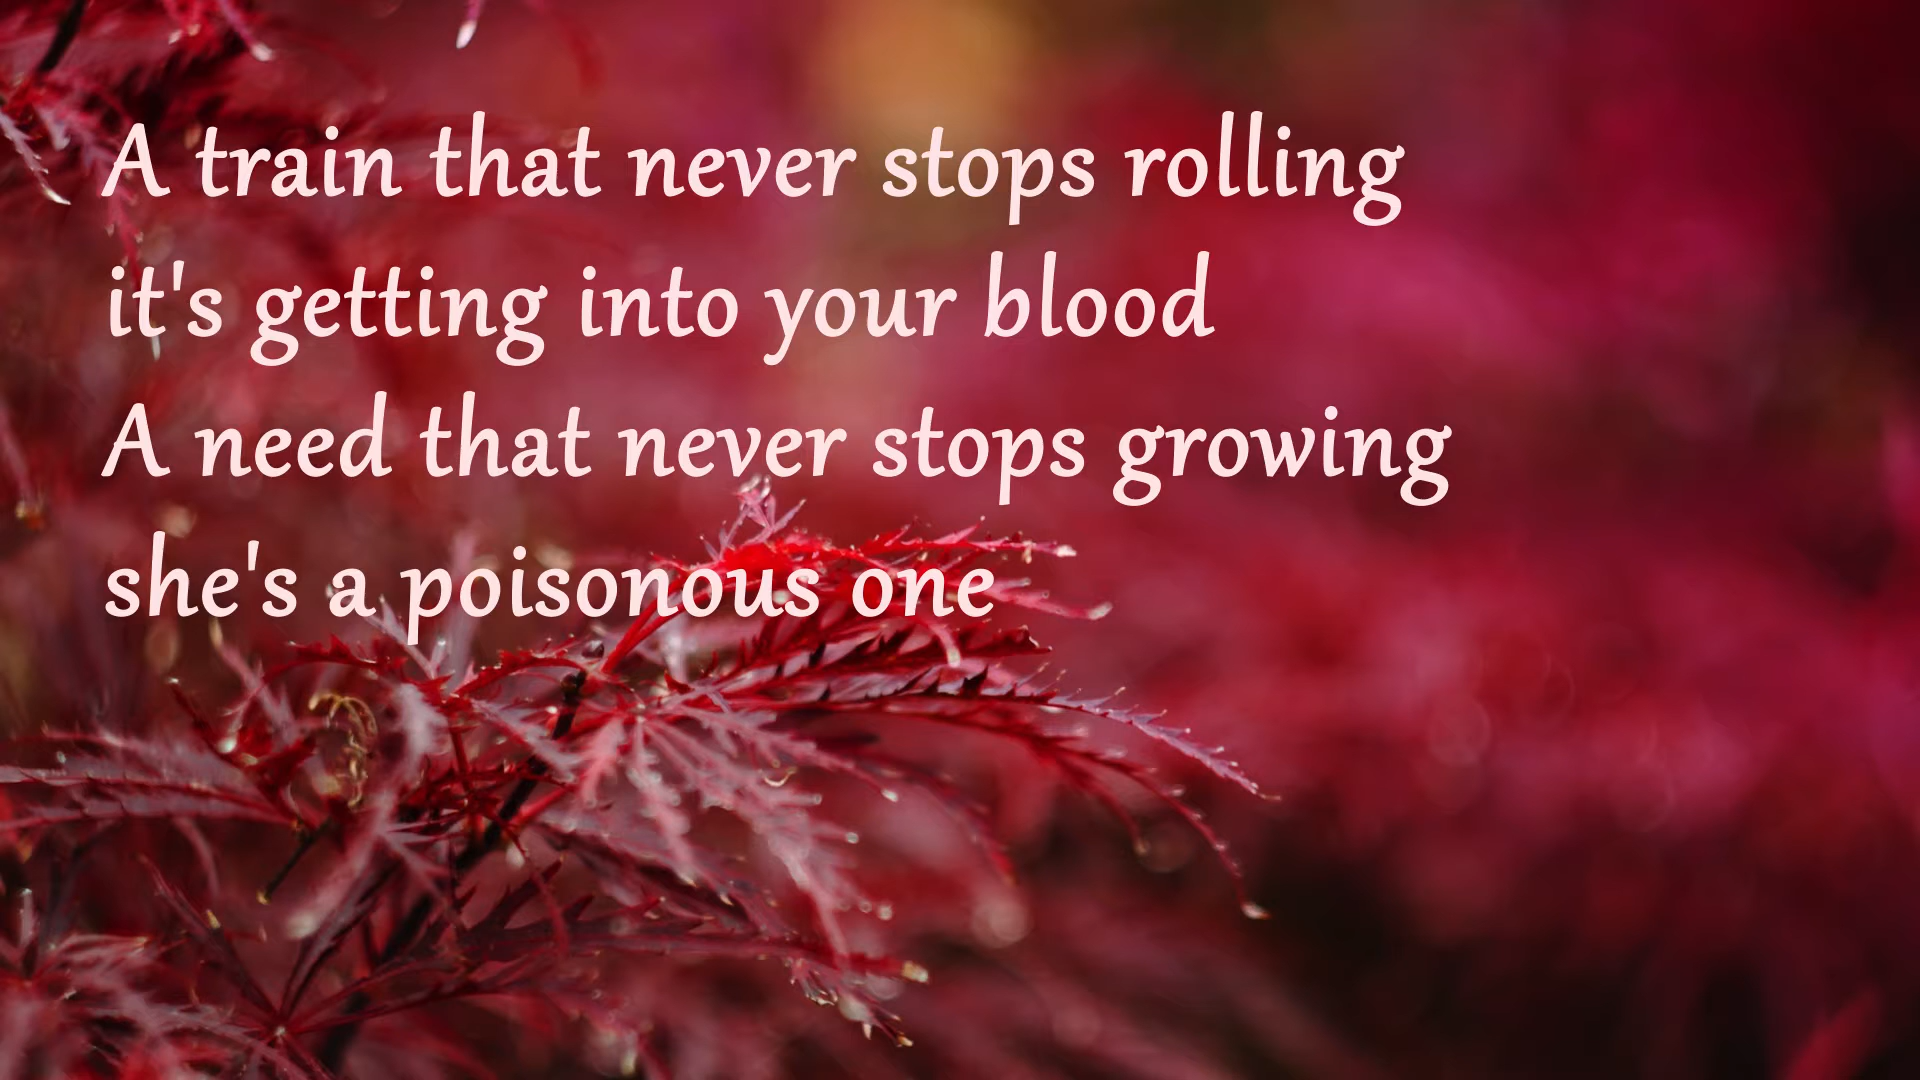 A train that never stops rolling
it's getting into your blood
A need that never stops growing
she's a poisonous one